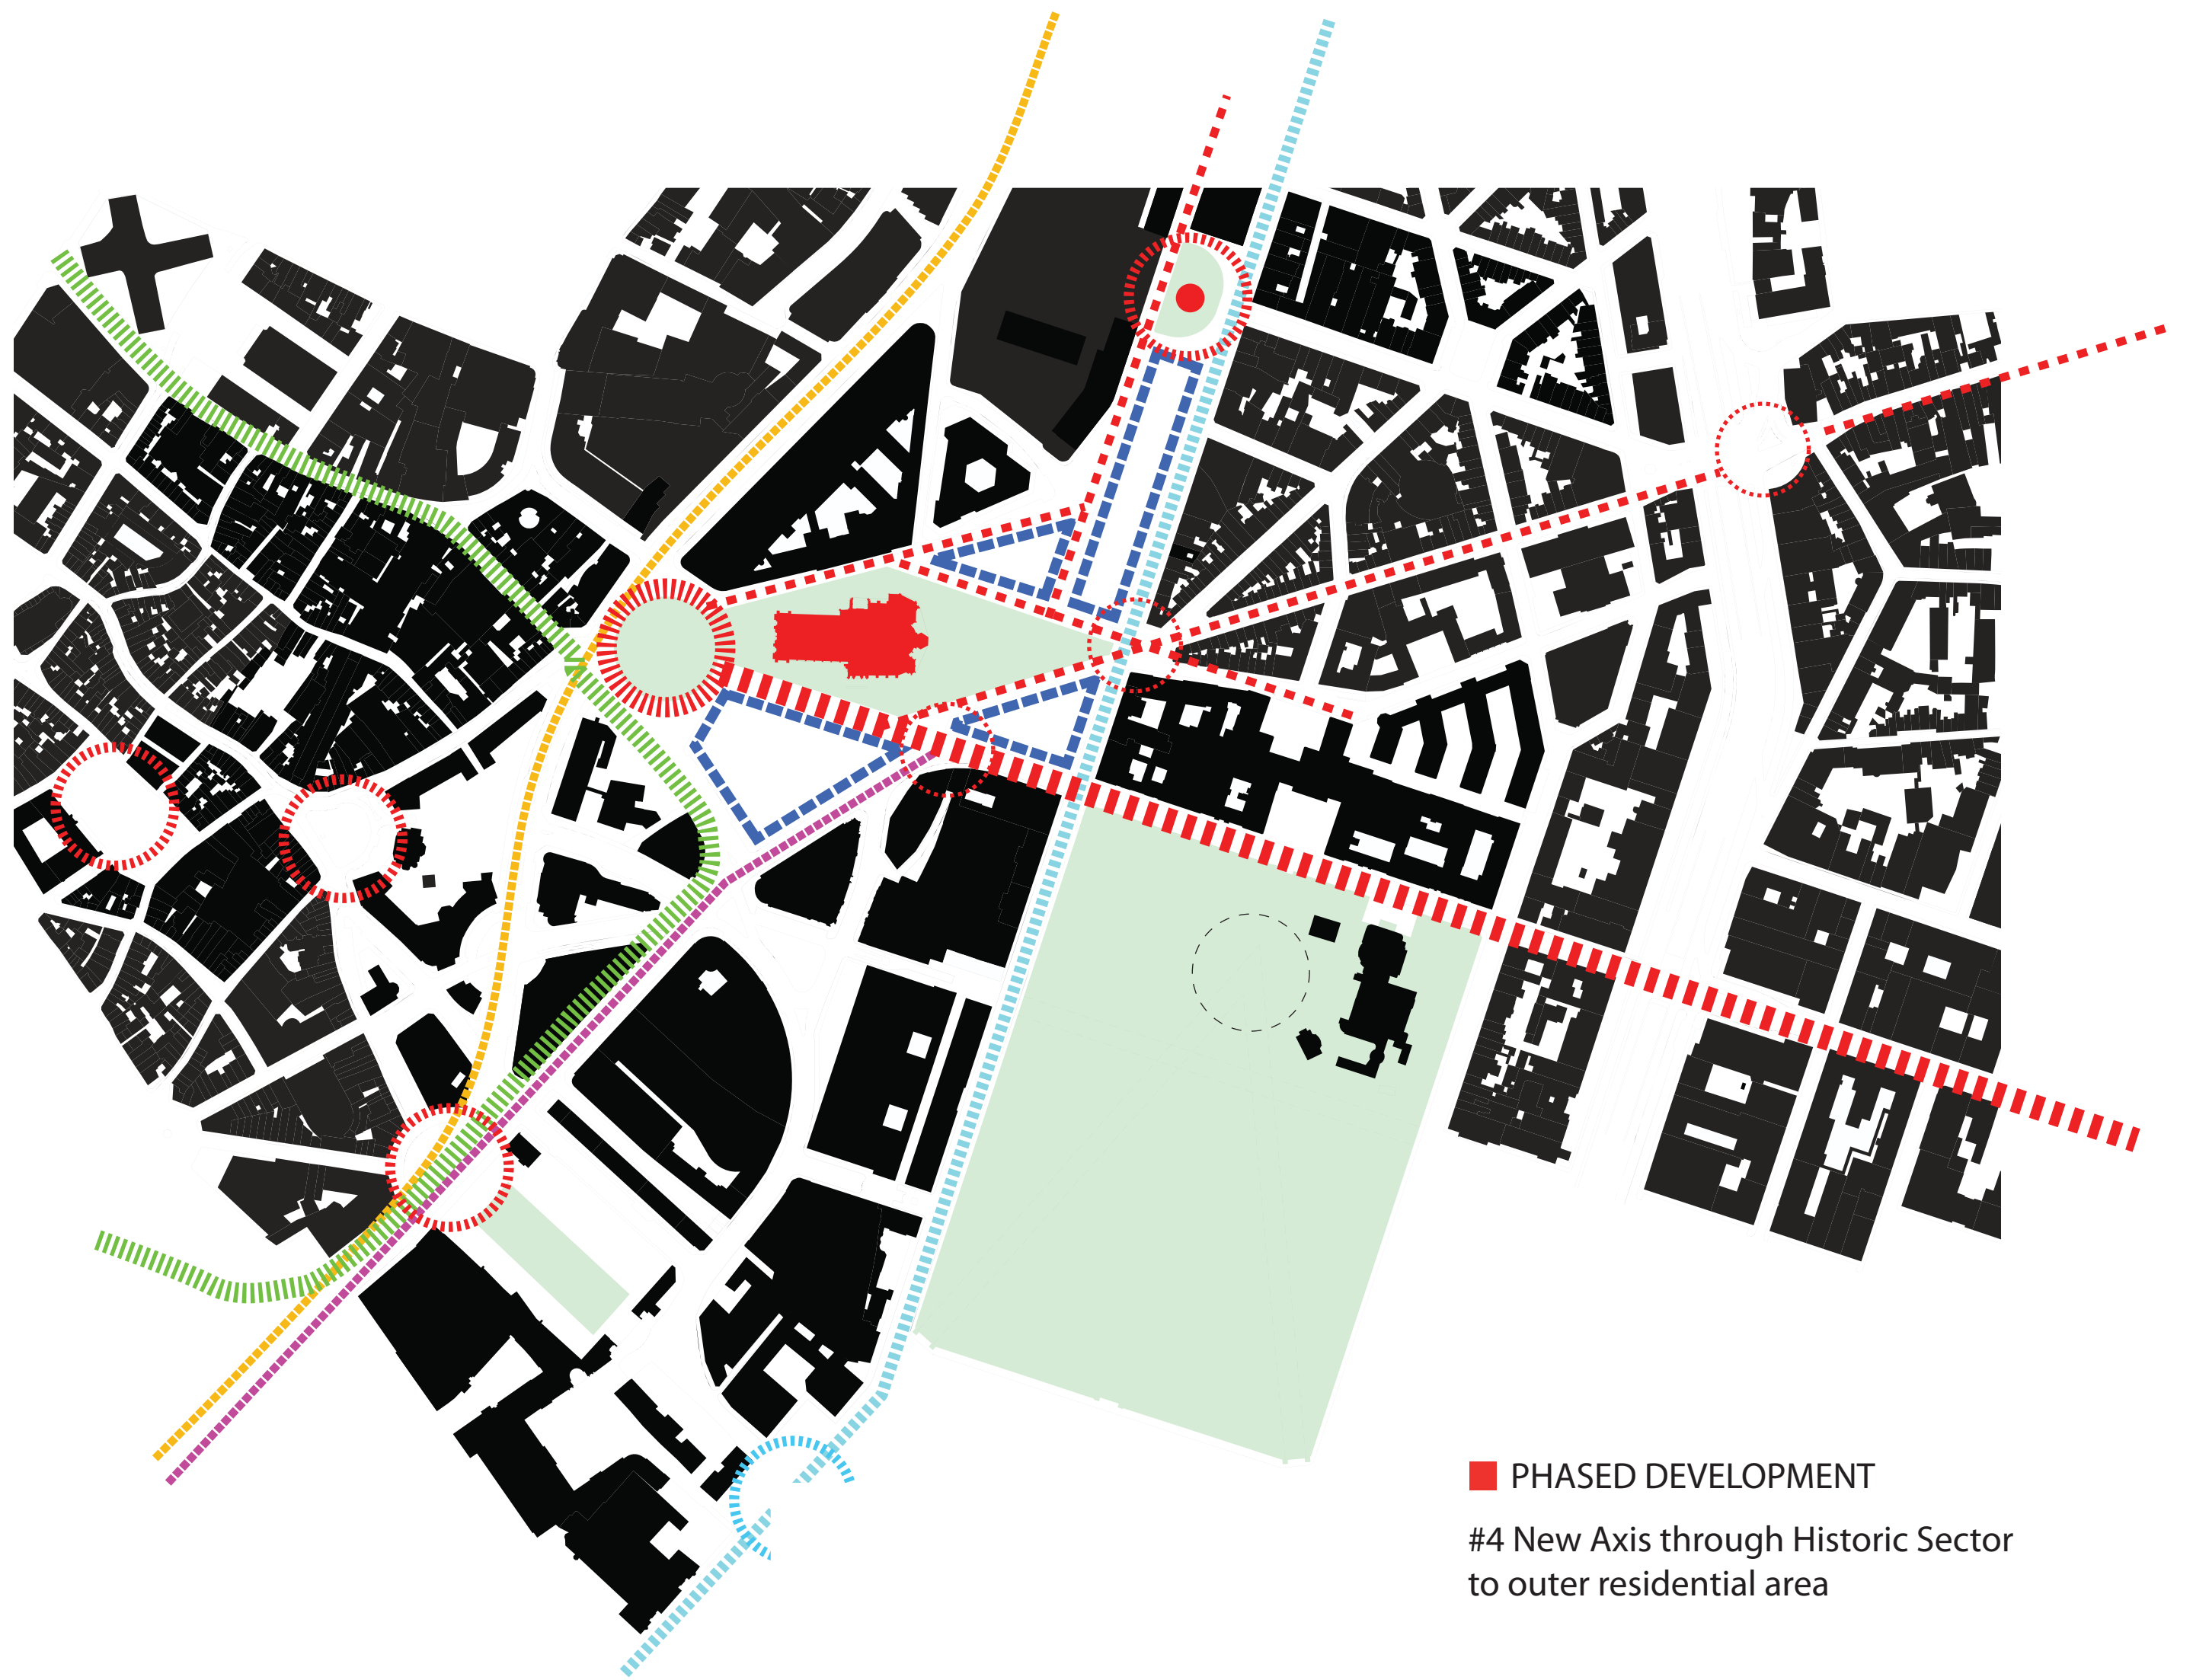 PHASED DEVELOPMENT
#4 New Axis through Historic Sector
to outer residential area